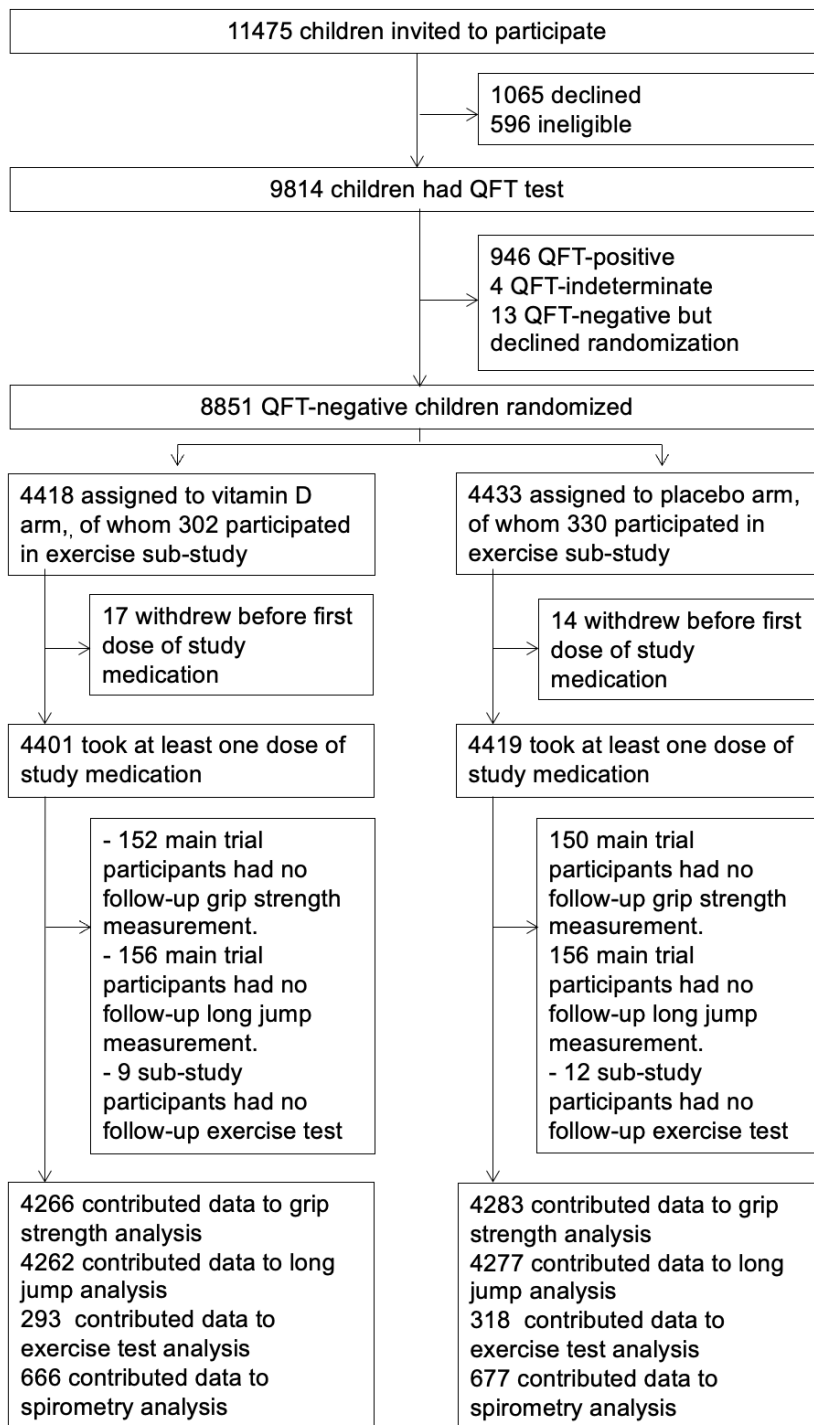 11475 children invited to participate
1065 declined
596 ineligible
9814 children had QFT test
946 QFT-positive
4 QFT-indeterminate
13 QFT-negative but
declined randomization
8851 QFT-negative children randomized
4418 assigned to vitamin D
arm,, of whom 302 participated
in exercise sub-study
4433 assigned to placebo arm,
of whom 330 participated in
exercise sub-study
17 withdrew before first
dose of study
medication
14 withdrew before first
dose of study
medication
4401 took at least one dose of
study medication
4419 took at least one dose of
study medication
- 152 main trial
participants had no
follow-up grip strength
measurement.
- 156 main trial
participants had no
follow-up long jump
measurement.
- 9 sub-study
participants had no
follow-up exercise test
150 main trial
participants had no
follow-up grip strength
measurement.
156 main trial
participants had no
follow-up long jump
measurement.
- 12 sub-study
participants had no
follow-up exercise test
4266 contributed data to grip
strength analysis
4262 contributed data to long
jump analysis
293 contributed data to
exercise test analysis
666 contributed data to
spirometry analysis
4283 contributed data to grip
strength analysis
4277 contributed data to long
jump analysis
318 contributed data to
exercise test analysis
677 contributed data to
spirometry analysis